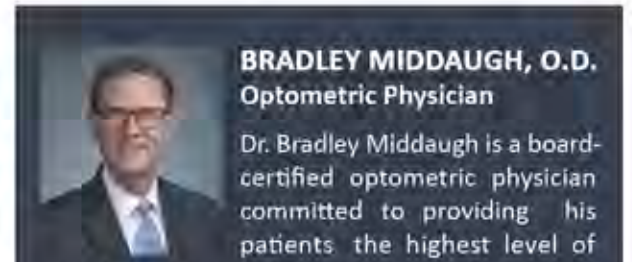 BRADLEY MIDDAUGH, O.D.
Optometric Physician
Dr. Bradley Middaugh is a board-
certified optometric physician
committed to providing his
patients the highest level of